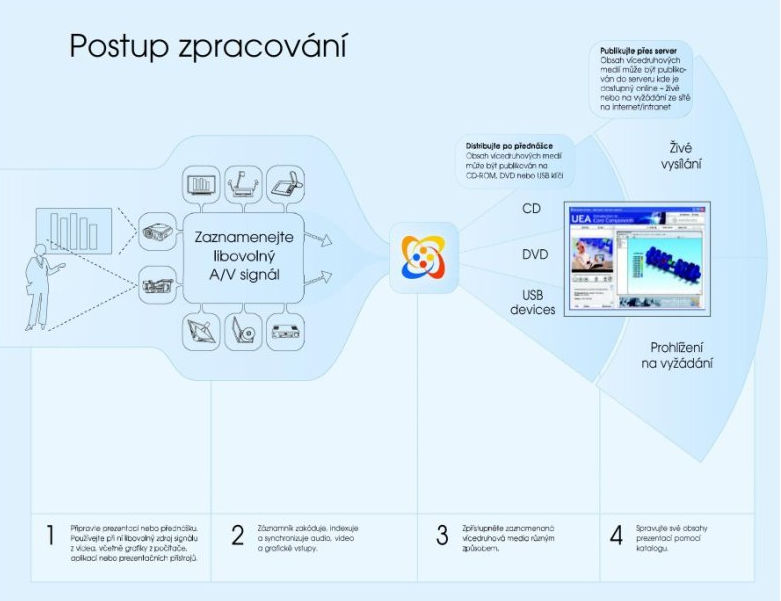 Postup zpracování
Publikujte přes server
Obsah vícedruhových
medií může být publiko-
ván do serveru kde je
dostupný online – živě
nebo na vyžádání ze sítě
na internet/intranet
Distribujte po přednášce
Obsah vícedruhových medií
může být publikován na
CD-ROM, DVD nebo USB klíči
Živé
vysílání
Zaznamenejte
libovolný
A/V signál
CD
DVD
USB
devices
UEA
Core Components
Prohlížení
na vyžádání
1
Připravte prezentaci nebo přednášku.
Používejte při ní libovolný zdroj signálu
z videa, včetně grafiky z počítače,
aplikací nebo prezentačních přístrojů.
2
Záznamník zakóduje, indexuje
a synchronizuje audio, video
a grafické vstupy.
3
Zpřístupněte zaznamenaná
vícedruhová media různým
způsobem.
4
Spravujte své obsahy
prezentací pomocí
katalogu.